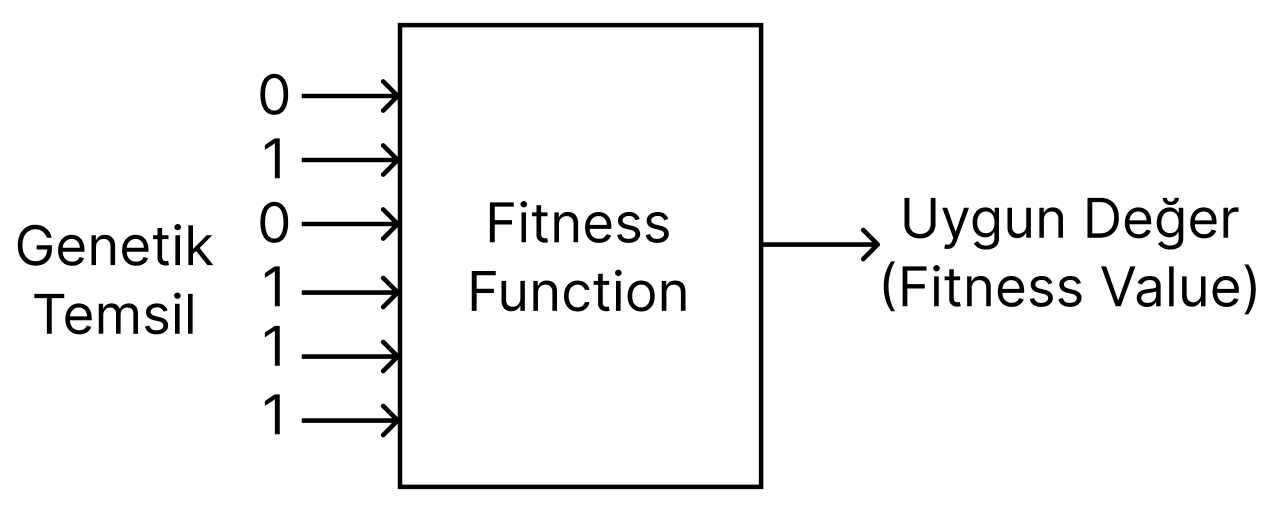 Genetik
Temsil
0
1
0
1
1
1
Fitness
Function
Uygun Değer
(Fitness Value)